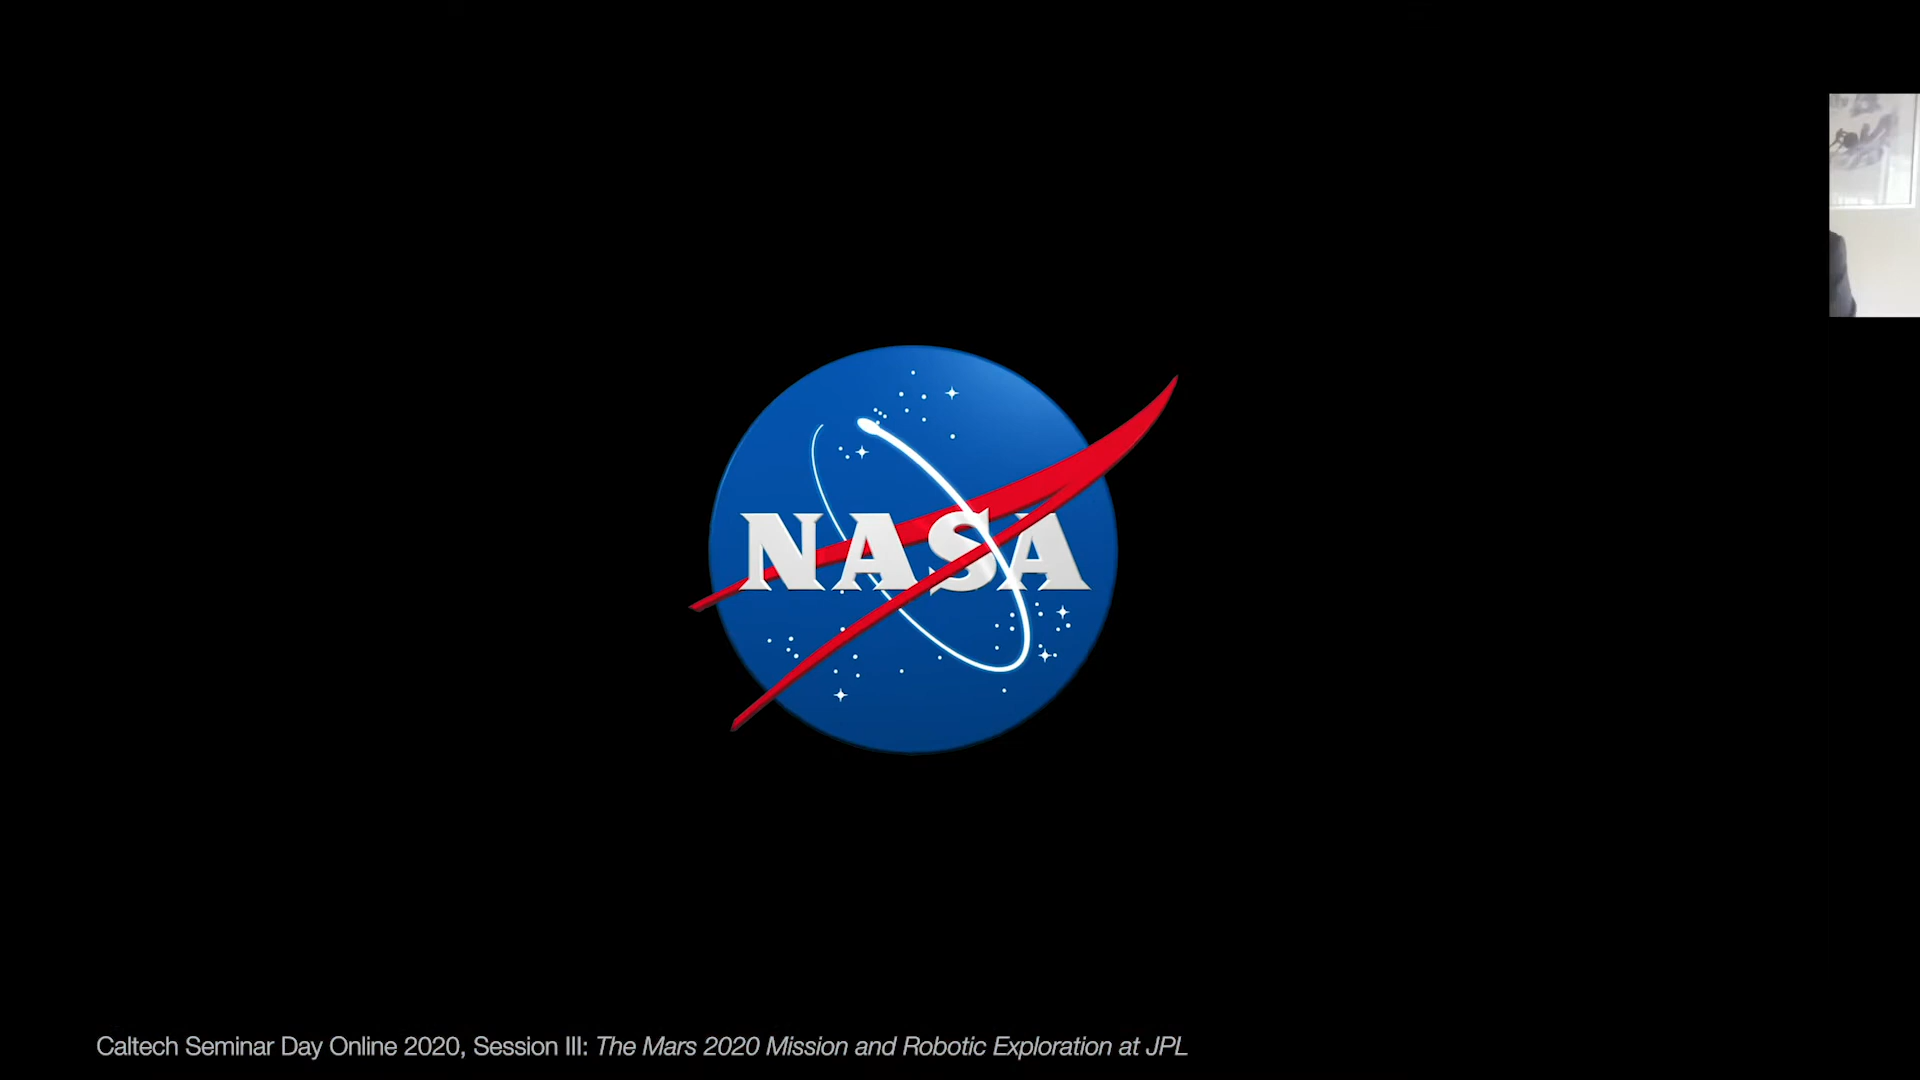 NASA
Caltech Seminar Day Online 2020, Session III: The Mars 2020 Mission and Robotic Exploration at JPL